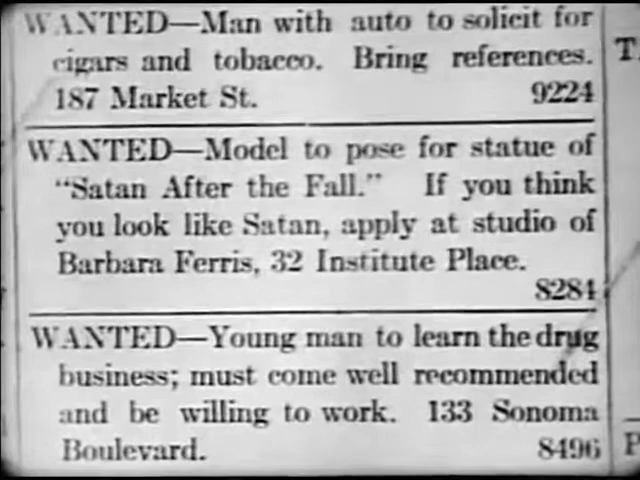 WANTED—Man with auto to solicit for
cigars and tobacco. Bring references.
187 Market St. 9224
WANTED—Model to pose for statue of
"Satan After the Fall." If you think
you look like Satan, apply at studio of
Barbara Ferris, 32 Institute Place.
8284
WANTED—Young man to learn the drug
business; must come well recommended
and be willing to work. 133 Sonoma
Boulevard. 8496